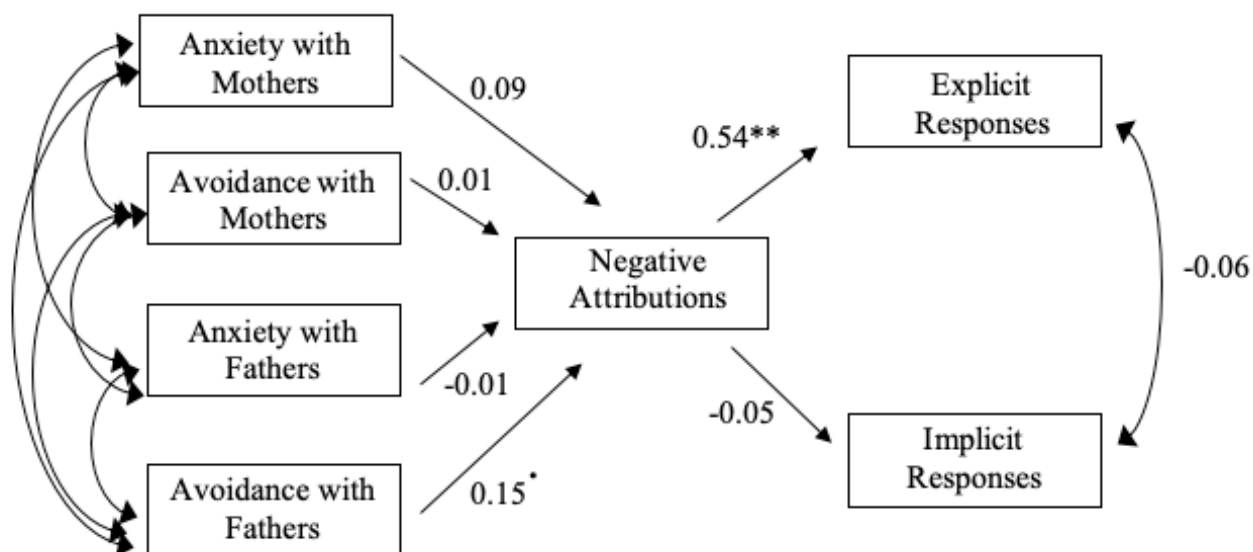 Anxiety with
Mothers
0.09
Explicit
Responses
0.54**
Avoidance with
Mothers
0.01
Negative
Attributions
-0.06
Anxiety with
Fathers
-0.01
-0.05
Implicit
Responses
Avoidance with
Fathers
0.15*